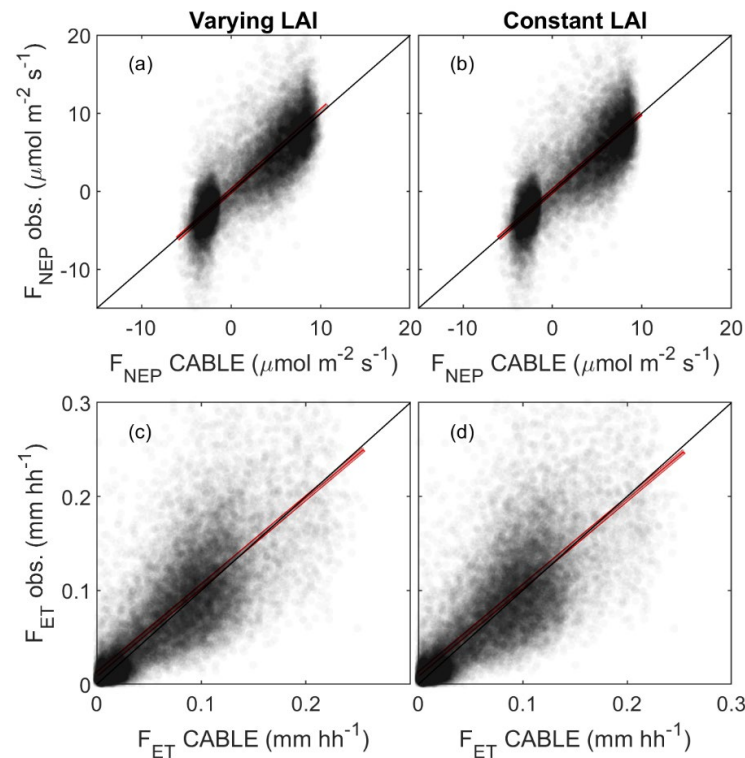 Varying LAI Constant LAI
(a) (b)
20
10
0
-10
F_NEP obs. (μmol m⁻² s⁻¹)
-10 0 10 20 -10 0 10 20
F_NEP CABLE (μmol m⁻² s⁻¹) F_NEP CABLE (μmol m⁻² s⁻¹)
(c) (d)
0.3
0.2
0.1
0
F_ET obs. (mm hh⁻¹)
0 0.1 0.2 0 0.1 0.2 0.3
F_ET CABLE (mm hh⁻¹) F_ET CABLE (mm hh⁻¹)